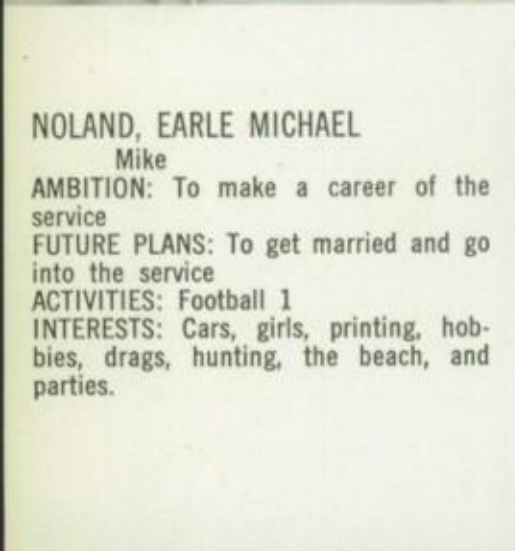 NOLAND, EARLE MICHAEL
Mike
AMBITION: To make a career of the
service
FUTURE PLANS: To get married and go
into the service
ACTIVITIES: Football 1
INTERESTS: Cars, girls, printing, hob-
bies, drags, hunting, the beach, and
parties.